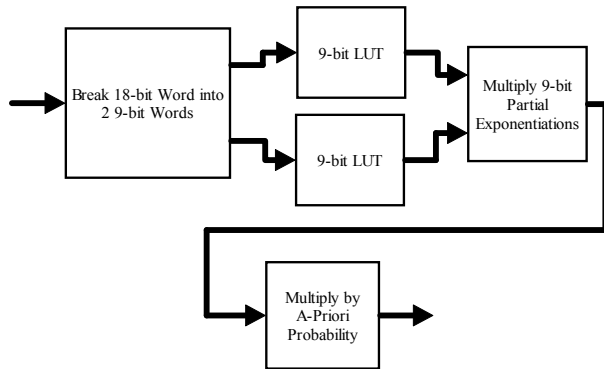 Break 18-bit Word into
2 9-bit Words
9-bit LUT
9-bit LUT
Multiply 9-bit
Partial
Exponentiations
Multiply by
A-Priori
Probability